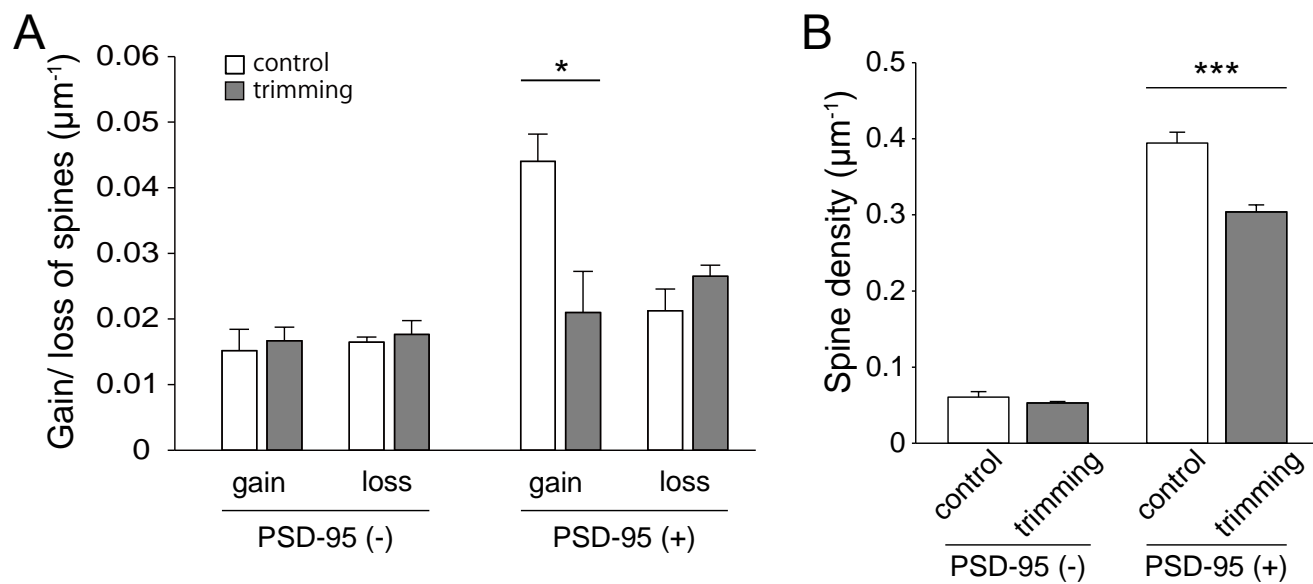 A
Gain/ loss of spines (µm⁻¹)
0.06
0.05
0.04
0.03
0.02
0.01
0
control
trimming
*
gain
loss
gain
loss
PSD-95 (-)
PSD-95 (+)
B
Spine density (µm⁻¹)
0.5
0.4
0.3
0.2
0.1
0
***
control
trimming
control
trimming
PSD-95 (-)
PSD-95 (+)